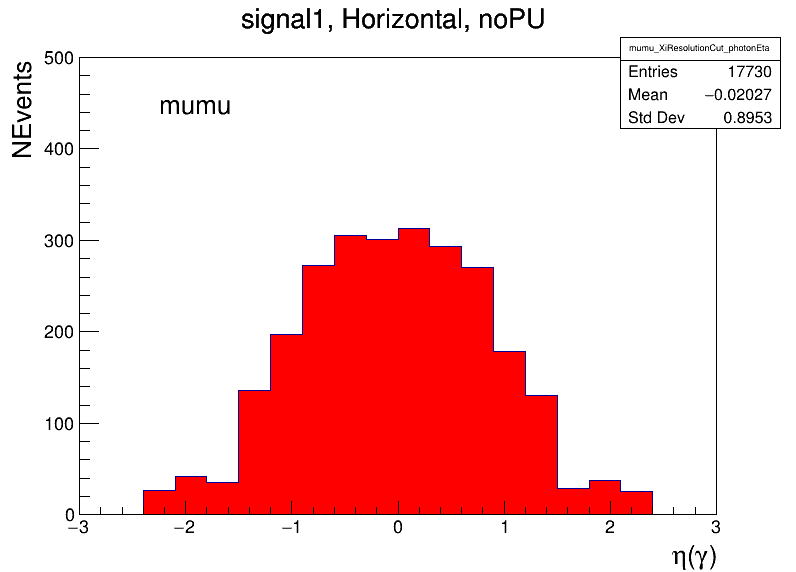 signal1, Horizontal, noPU
mumu_XiResolutionCut_photonEta
Entries 17730
Mean −0.02027
Std Dev 0.8953
NEvents
mumu
500
400
300
200
100
0
−3 −2 −1 0 1 2 3
η(γ)